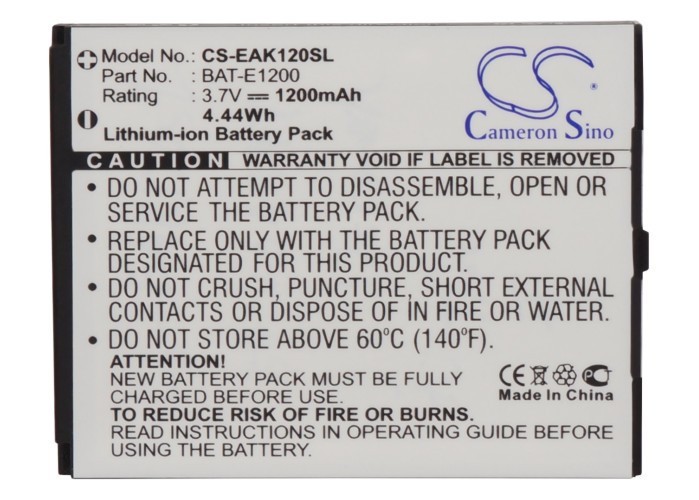 Model No.: CS-EAK120SL
Part No.: BAT-E1200
Rating : 3.7V 1200mAh
4.44Wh
Lithium-ion Battery Pack
CS
Cameron Sino
CAUTION WARRANTY VOID IF LABEL IS REMOVED
• DO NOT ATTEMPT TO DISASSEMBLE, OPEN OR
SERVICE THE BATTERY PACK.
• REPLACE ONLY WITH THE BATTERY DESIGNATED
FOR THIS PRODUCT.
• DO NOT CRUSH, PUNCTURE, SHORT EXTERNAL
CONTACTS OR DISPOSE OF IN FIRE OR WATER.
• DO NOT STORE ABOVE 60°C (140°F).
ATTENTION:
NEW BATTERY PACK MUST BE FULLY
CHARGED BEFORE USE.
TO REDUCE RISK OF FIRE OR BURNS.
READ INSTRUCTIONS IN OPERATING GUIDE BEFORE
USING THIS BATTERY PACK.
CE
Made In China